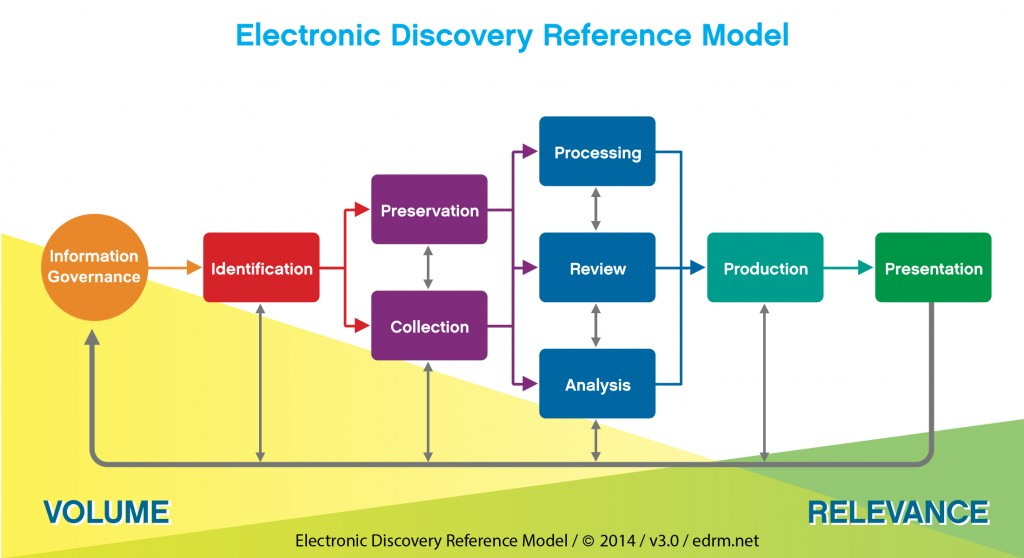 Electronic Discovery Reference Model
Processing
Preservation
Information
Governance
Identification
Review
Production
Presentation
Collection
Analysis
VOLUME
RELEVANCE
Electronic Discovery Reference Model / © 2014 / v3.0 / edrm.net